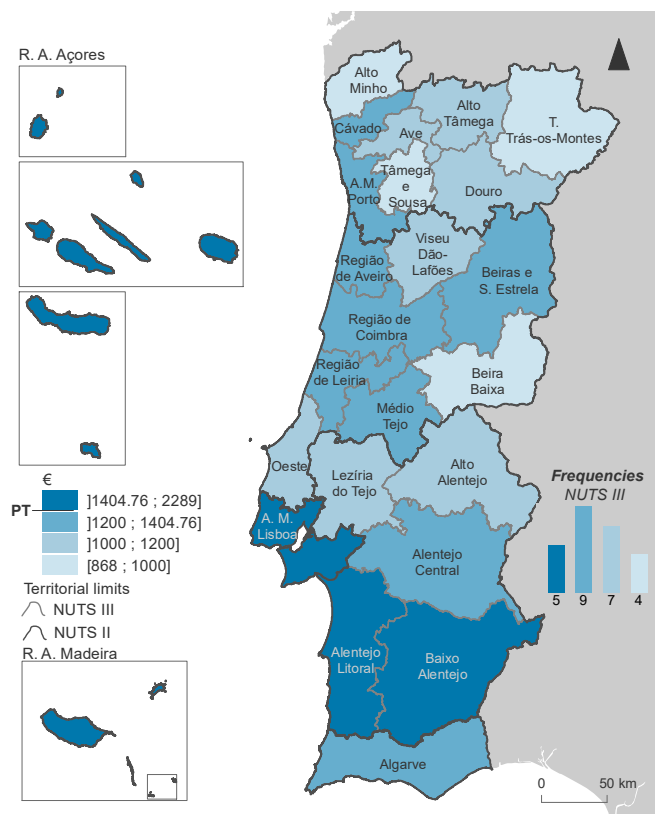 R. A. Açores
Alto
Minho
Alto
Tâmega
T.
Trás-os-Montes
Cávado
Ave
Tâmega
e
Sousa
A.M.
Porto
Douro
Viseu
Dão-
Lafões
Região
de Aveiro
Beiras e
S. Estrela
Região de
Coimbra
Região
de Leiria
Beira
Baixa
Médio
Tejo
Oeste
Lezíria
do Tejo
Alto
Alentejo
€
]1404.76 ; 2289]
PT
]1200 ; 1404.76]
]1000 ; 1200]
[868 ; 1000]
A. M.
Lisboa
Frequencies
NUTS III
5 9 7 4
Alentejo
Central
Territorial limits
NUTS III
NUTS II
Alentejo
Litoral
Baixo
Alentejo
R. A. Madeira
Algarve
0 50 km